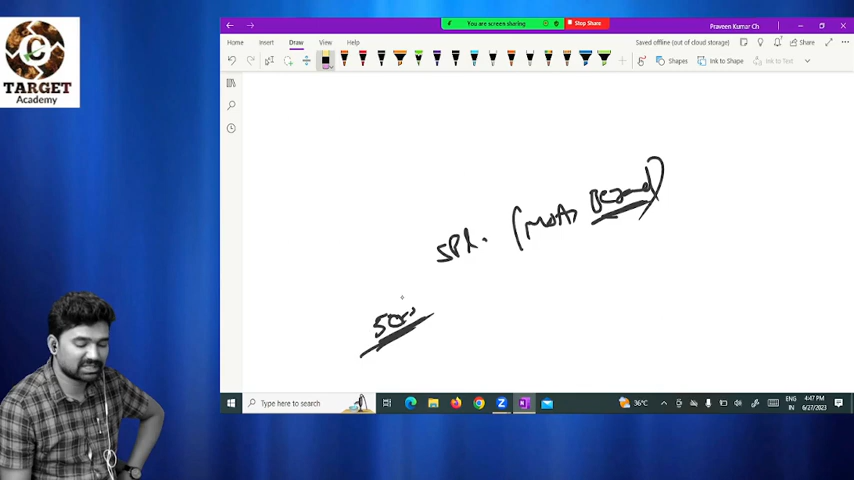 TARGET
Academy
Praveen Kumar Ch
You are screen sharing
Stop Share
Home Insert Draw View Help
Saved offline (out of cloud storage)
Share
Shapes
Ink to Shape
Ink to Text
Type here to search
36°C
ENG
IN
4:47 PM
6/27/2023